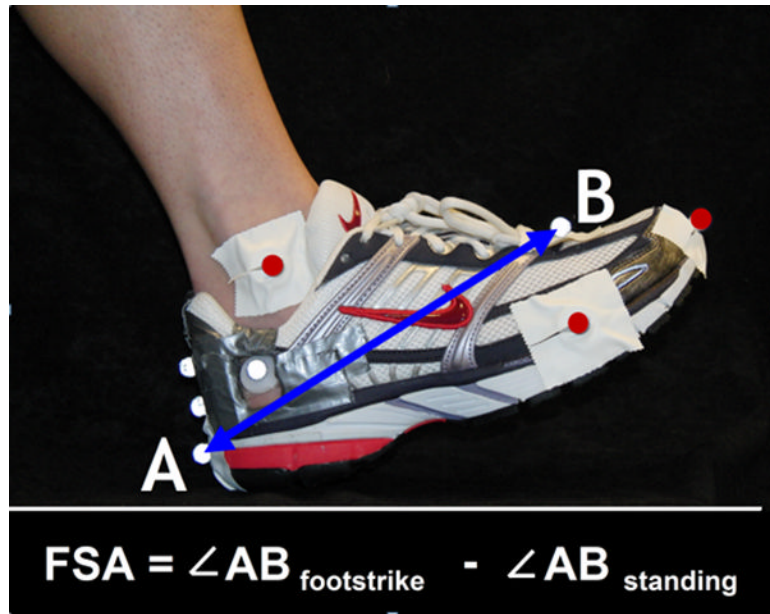 B
A
FSA = ∠AB footstrike - ∠AB standing